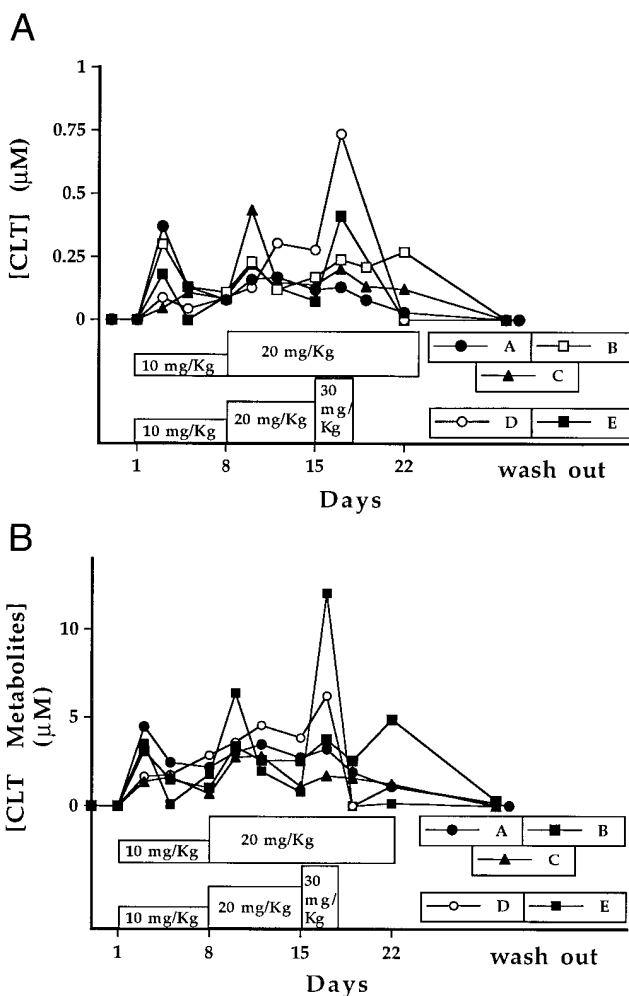 A
[CLT] (µM)
1
0.75
0.5
0.25
0
10 mg/Kg
20 mg/Kg
10 mg/Kg
20 mg/Kg
30
mg/
Kg
A
B
C
D
E
1
8
15
22
wash out
Days
B
[CLT Metabolites]
(µM)
10
5
0
10 mg/Kg
20 mg/Kg
10 mg/Kg
20 mg/Kg
30
mg/
Kg
A
B
C
D
E
1
8
15
22
wash out
Days